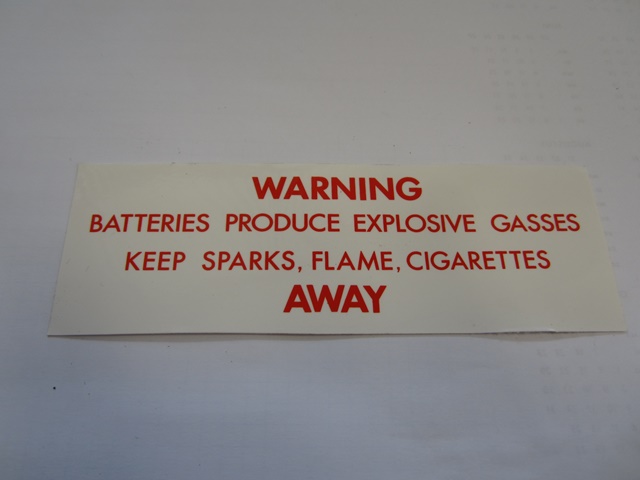 WARNING
BATTERIES PRODUCE EXPLOSIVE GASSES
KEEP SPARKS, FLAME, CIGARETTES
AWAY